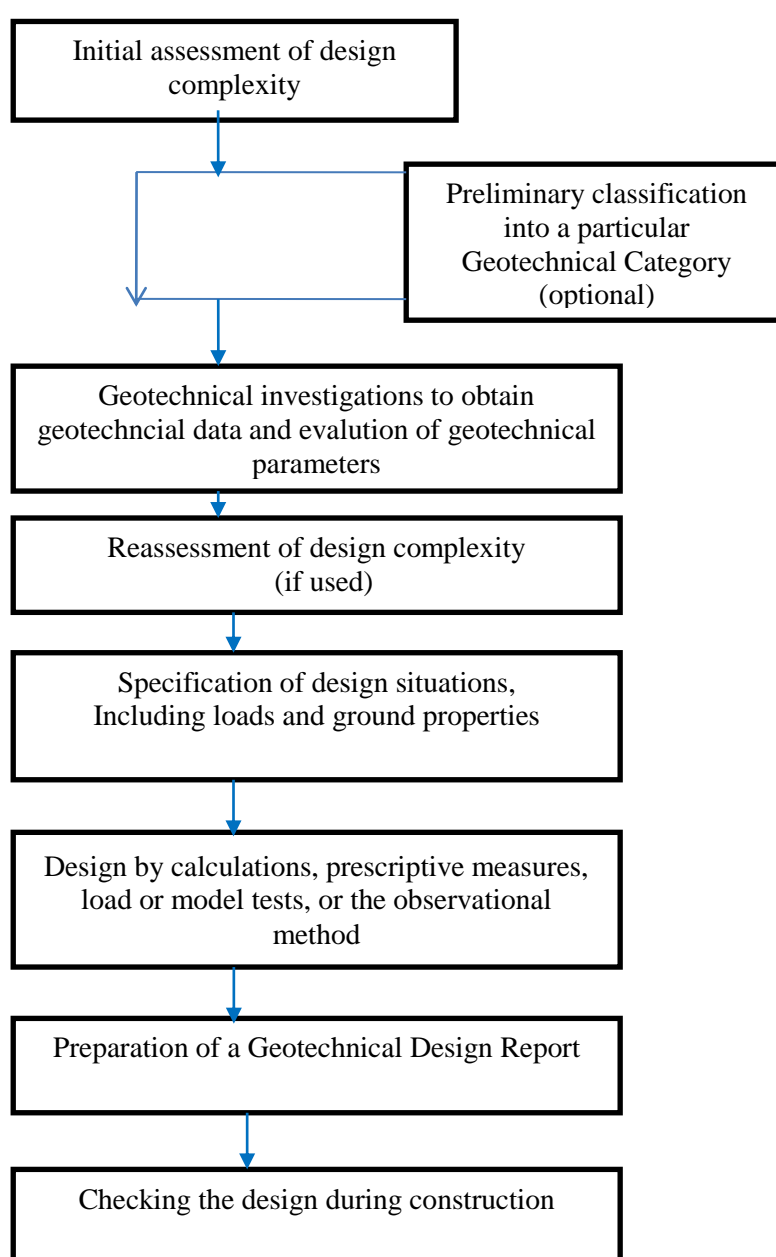 Initial assessment of design
complexity
Preliminary classification
into a particular
Geotechnical Category
(optional)
Geotechnical investigations to obtain
geotechncial data and evalution of geotechnical
parameters
Reassessment of design complexity
(if used)
Specification of design situations,
Including loads and ground properties
Design by calculations, prescriptive measures,
load or model tests, or the observational
method
Preparation of a Geotechnical Design Report
Checking the design during construction